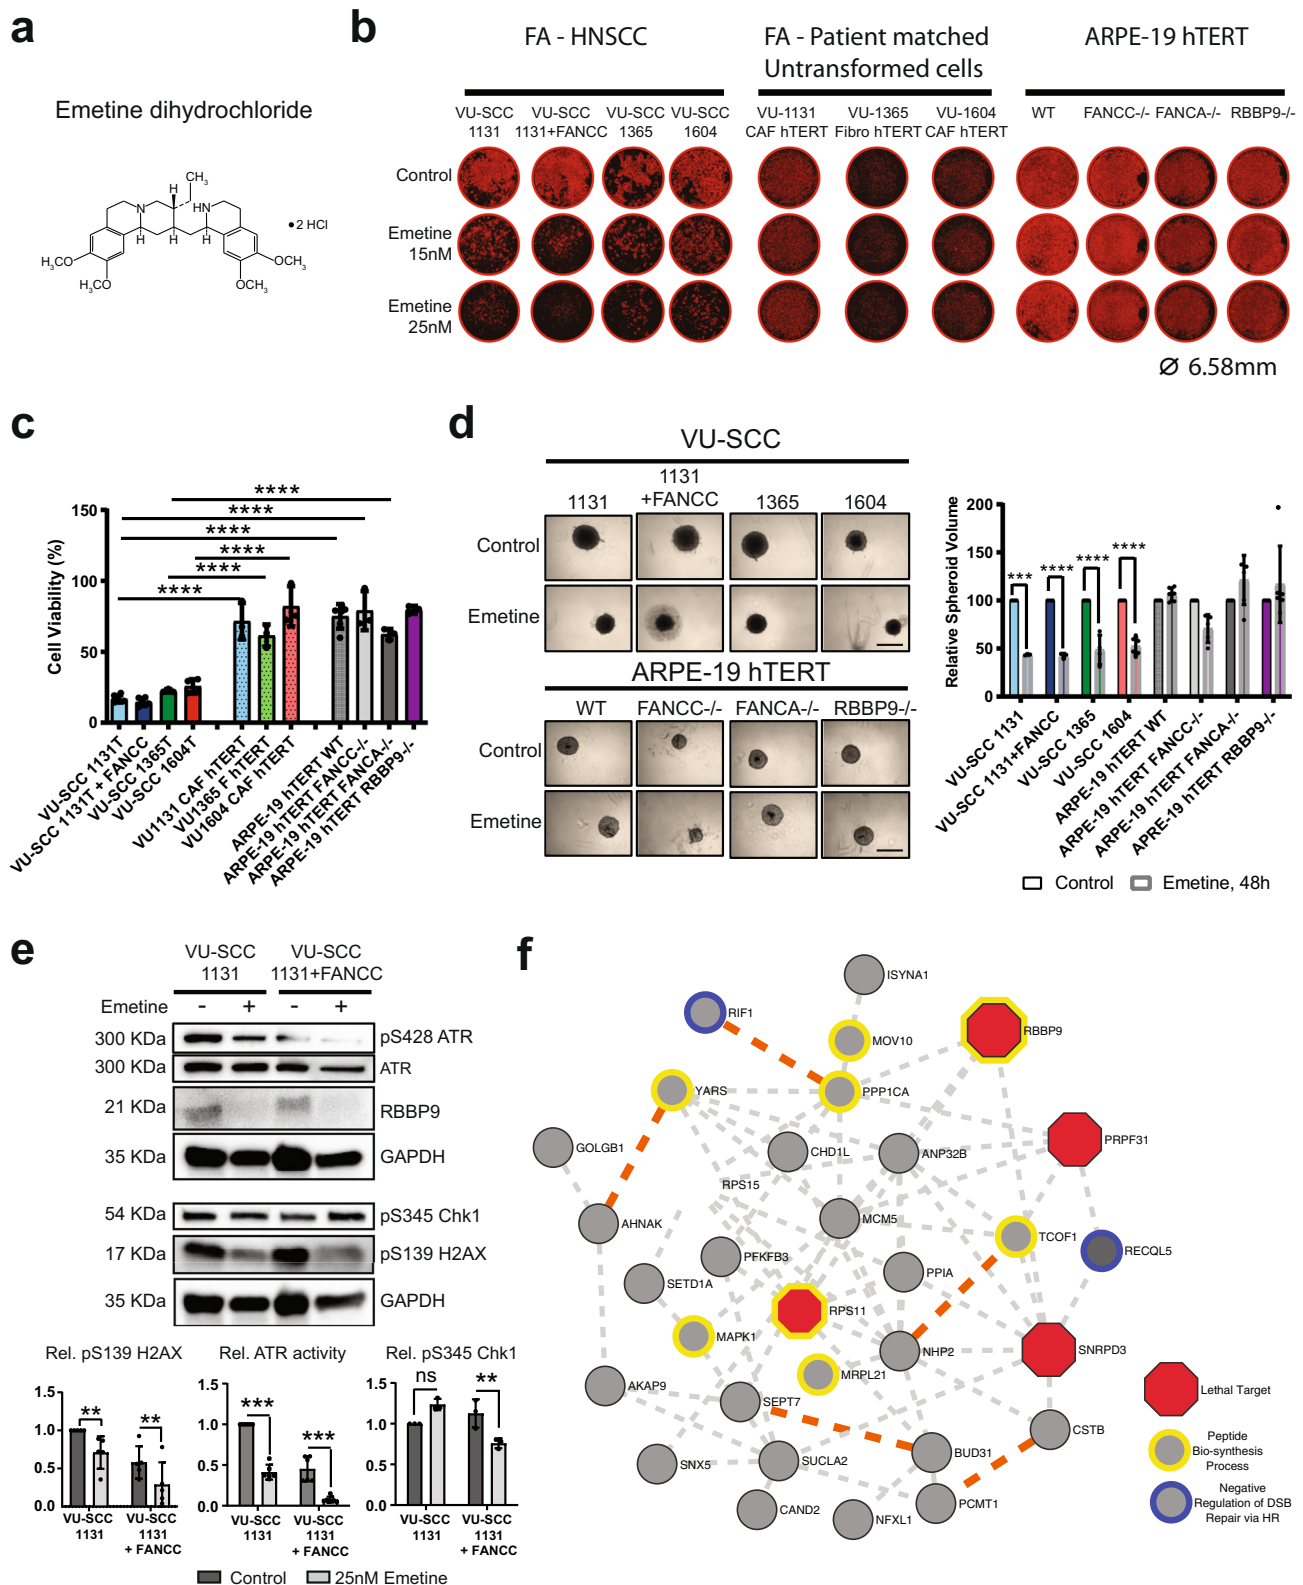 a
Emetine dihydrochloride
CH3
H
N
HN
H
H
H
• 2 HCl
H3CO
H3CO
OCH3
OCH3
b
FA - HNSCC
FA - Patient matched
Untransformed cells
ARPE-19 hTERT
VU-SCC
1131
VU-SCC
1131+FANCC
VU-SCC
1365
VU-SCC
1604
VU-1131
CAF hTERT
VU-1365
Fibro hTERT
VU-1604
CAF hTERT
WT
FANCC-/-
FANCA-/-
RBBP9-/-
Control
Emetine
15nM
Emetine
25nM
Ø 6.58mm
c
Cell Viability (%)
150
100
50
0
****
****
****
****
****
****
VU-SCC 1131T
VU-SCC 1131T + FANCC
VU-SCC 1365T
VU-SCC 1604T
VU1131 CAF hTERT
VU1365 F hTERT
VU1604 CAF hTERT
ARPE-19 hTERT WT
ARPE-19 hTERT FANCC-/-
ARPE-19 hTERT FANCA-/-
ARPE-19 hTERT RBBP9-/-
d
VU-SCC
1131
1131
+FANCC
1365
1604
Control
Emetine
ARPE-19 hTERT
WT
FANCC-/-
FANCA-/-
RBBP9-/-
Control
Emetine
Relative Spheroid Volume
200
150
100
50
0
***
****
****
****
VU-SCC 1131
VU-SCC 1131+FANCC
VU-SCC 1365
VU-SCC 1604
ARPE-19 hTERT WT
ARPE-19 hTERT FANCC-/-
ARPE-19 hTERT FANCA-/-
APRE-19 hTERT RBBP9-/-
Control
Emetine, 48h
e
VU-SCC
1131
VU-SCC
1131+FANCC
Emetine - + - +
300 KDa pS428 ATR
300 KDa ATR
21 KDa RBBP9
35 KDa GAPDH
54 KDa pS345 Chk1
17 KDa pS139 H2AX
35 KDa GAPDH
Rel. pS139 H2AX
1.5
1.0
0.5
0.0
**
**
VU-SCC
1131
VU-SCC
1131
+ FANCC
Rel. ATR activity
1.5
1.0
0.5
0.0
***
***
VU-SCC
1131
VU-SCC
1131
+ FANCC
Rel. pS345 Chk1
1.5
1.0
0.5
0.0
ns
**
VU-SCC
1131
VU-SCC
1131
+ FANCC
Control
25nM Emetine
f
ISYNA1
RIF1
MOV10
RBBP9
YARS
PPP1CA
PRPF31
GOLGB1
CHD1L
ANP32B
RPS15
AHNAK
MCM5
TCOF1
RECQL5
PFKFB3
SETD1A
PPIA
RPS11
MAPK1
NHP2
SNRPD3
MRPL21
AKAP9
SEPT7
CSTB
BUD31
SNX5
SUCLA2
PCMT1
CAND2
NFXL1
Lethal Target
Peptide
Bio-synthesis
Process
Negative
Regulation of DSB
Repair via HR